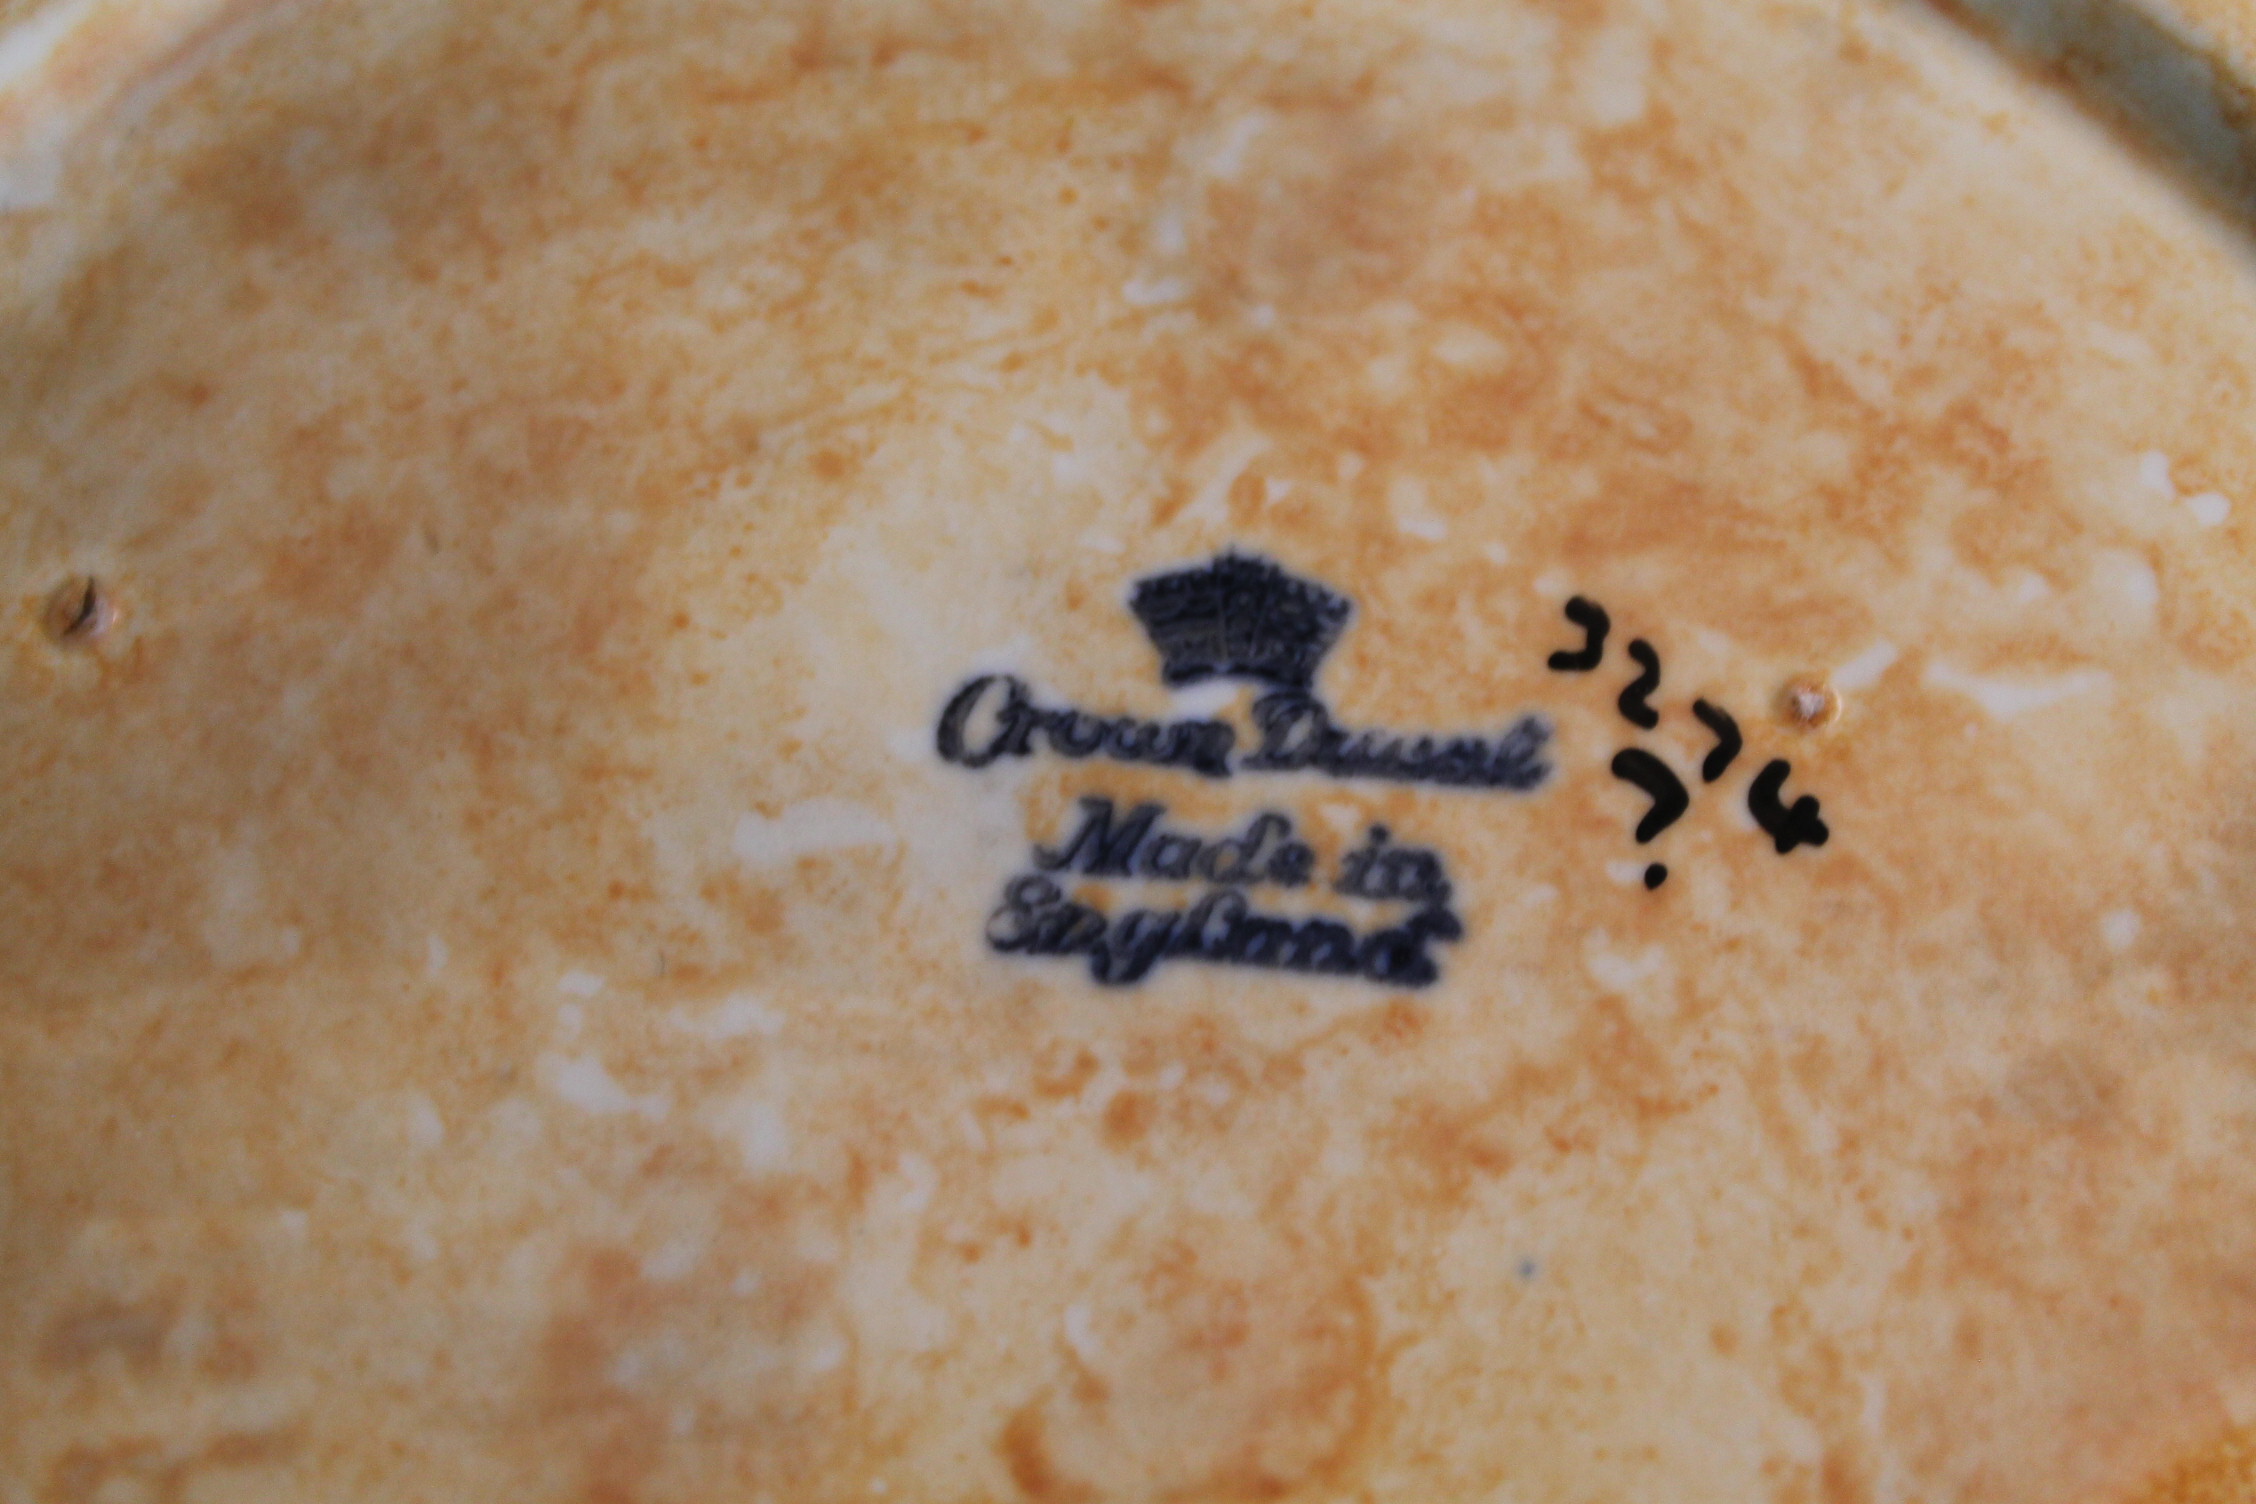 Crown Ducal
Made in
England
3274
?